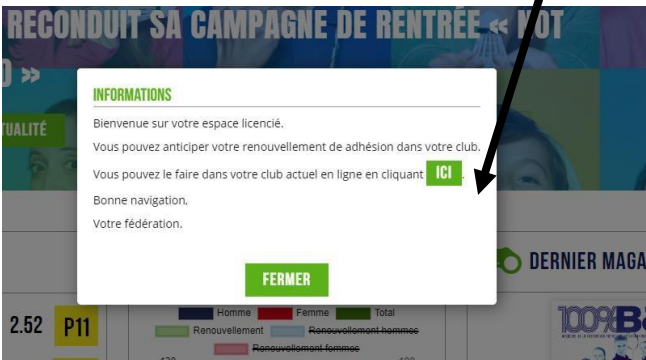 RECONDUIT SA CAMPAGNE DE RENTRÉE « NOT
O »
TUALITÉ
INFORMATIONS
Bienvenue sur votre espace licencié.
Vous pouvez anticiper votre renouvellement de adhésion dans votre club.
Vous pouvez le faire dans votre club actuel en ligne en cliquant ICI .
Bonne navigation,
Votre fédération.
FERMER
DERNIER MAGA
2.52 P11
Homme Femme Total
Renouvellement Renouvellement hommes
Renouvellement femmes
100%Ba